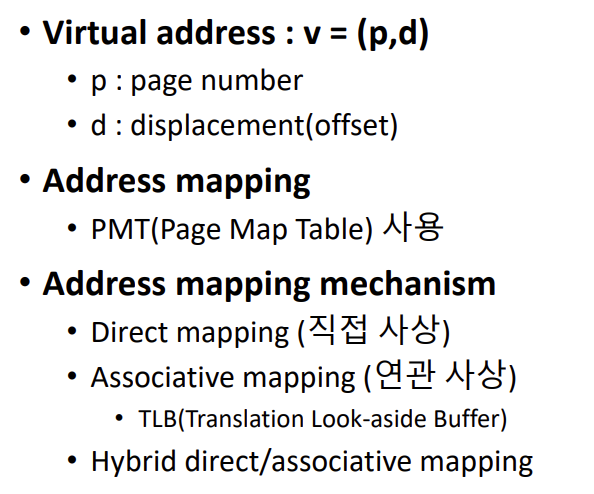 • Virtual address : v = (p,d)
• p : page number
• d : displacement(offset)
• Address mapping
• PMT(Page Map Table) 사용
• Address mapping mechanism
• Direct mapping (직접 사상)
• Associative mapping (연관 사상)
• TLB(Translation Look-aside Buffer)
• Hybrid direct/associative mapping